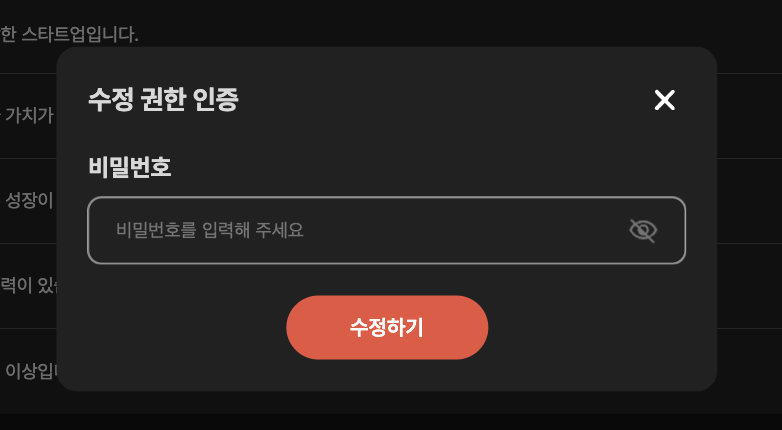 한 스타트업입니다.
수정 권한 인증
가치가
비밀번호
성장이
비밀번호를 입력해 주세요
력이 있
수정하기
이상입